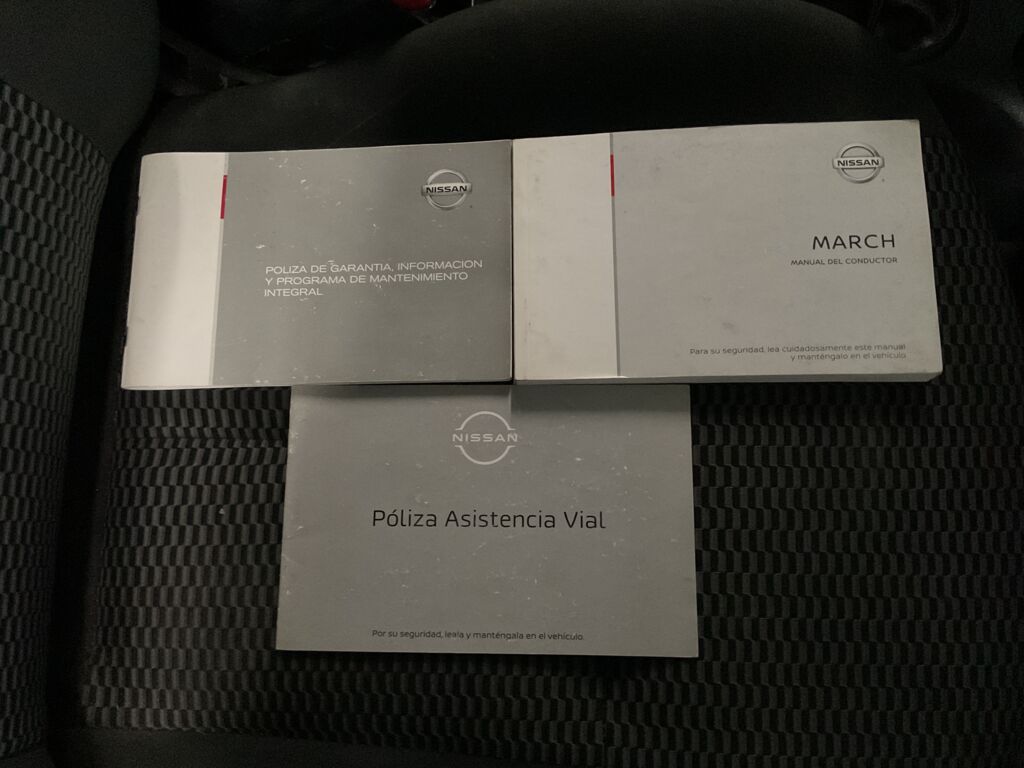 NISSAN
POLIZA DE GARANTIA, INFORMACION
Y PROGRAMA DE MANTENIMIENTO
INTEGRAL
NISSAN
MARCH
MANUAL DEL CONDUCTOR
Para su seguridad, lea cuidadosamente este manual
y manténgalo en el vehículo
NISSAN
Póliza Asistencia Vial
Por su seguridad, leala y manténgala en el vehículo.